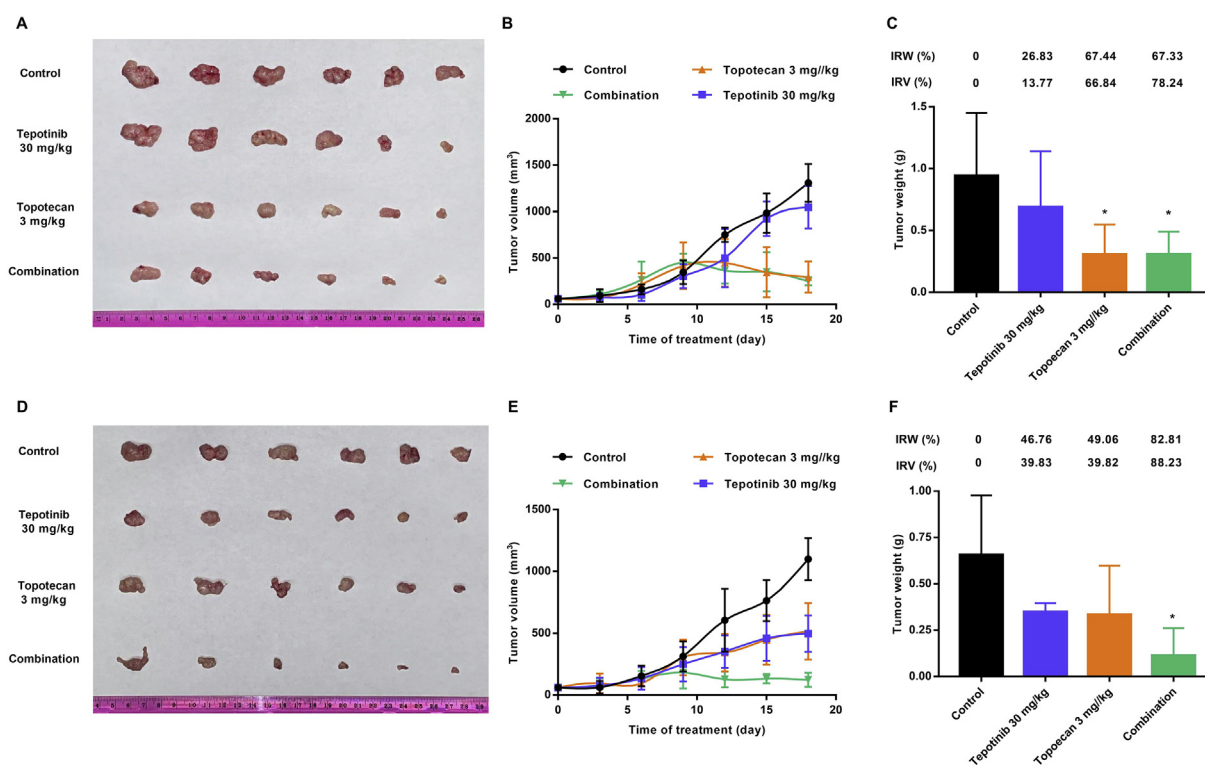 A
Control
Tepotinib
30 mg/kg
Topotecan
3 mg/kg
Combination
B
Control
Combination
Topotecan 3 mg//kg
Tepotinib 30 mg/kg
2000
1500
1000
500
0
Tumor volume (mm³)
0 5 10 15 20
Time of treatment (day)
C
IRW (%) 0 26.83 67.44 67.33
IRV (%) 0 13.77 66.84 78.24
1.5
1.0
0.5
0.0
Tumor weight (g)
* *
Control
Tepotinib 30 mg/kg
Topoecan 3 mg/kg
Combination
D
Control
Tepotinib
30 mg/kg
Topotecan
3 mg/kg
Combination
E
Control
Combination
Topotecan 3 mg//kg
Tepotinib 30 mg/kg
1500
1000
500
0
Tumor volume (mm³)
0 5 10 15 20
Time of treatment (day)
F
IRW (%) 0 46.76 49.06 82.81
IRV (%) 0 39.83 39.82 88.23
1.00
0.75
0.50
0.25
0.00
Tumor weight (g)
*
Control
Tepotinib 30 mg/kg
Topoecan 3 mg/kg
Combination